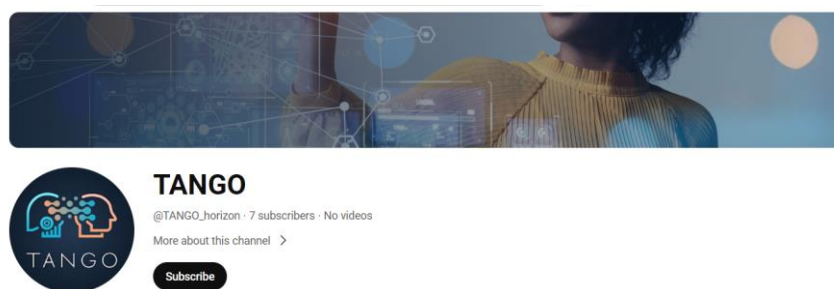 TANGO
TANGO
@TANGO_horizon · 7 subscribers · No videos
More about this channel
Subscribe